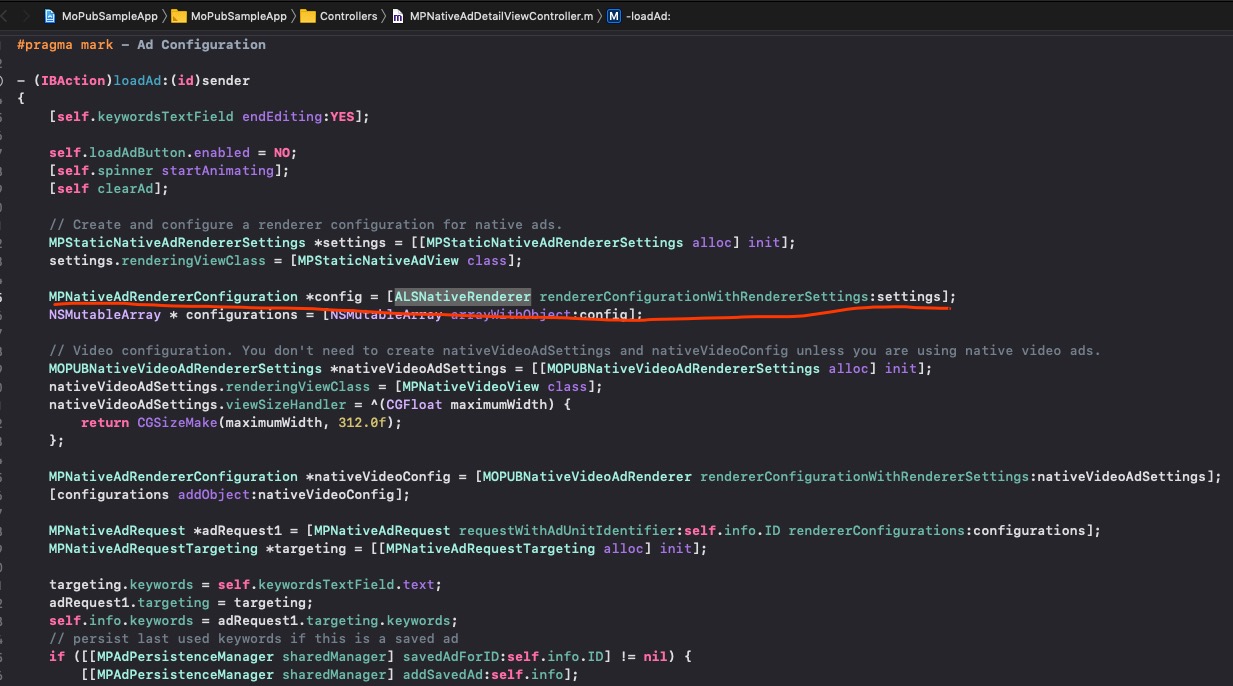 MoPubSampleApp 〉 MoPubSampleApp 〉 Controllers 〉 m MPNativeAdDetailViewController.m 〉 M -loadAd:
#pragma mark - Ad Configuration
- (IBAction)loadAd:(id)sender
{
    [self.keywordsTextField endEditing:YES];
    self.loadAdButton.enabled = NO;
    [self.spinner startAnimating];
    [self clearAd];
    // Create and configure a renderer configuration for native ads.
    MPStaticNativeAdRendererSettings *settings = [[MPStaticNativeAdRendererSettings alloc] init];
    settings.renderingViewClass = [MPStaticNativeAdView class];
    MPNativeAdRendererConfiguration *config = [ALSNativeRenderer rendererConfigurationWithRendererSettings:settings];
    NSMutableArray * configurations = [NSMutableArray arrayWithObject:config];
    // Video configuration. You don't need to create nativeVideoAdSettings and nativeVideoConfig unless you are using native video ads.
    MOPUBNativeVideoAdRendererSettings *nativeVideoAdSettings = [[MOPUBNativeVideoAdRendererSettings alloc] init];
    nativeVideoAdSettings.renderingViewClass = [MPNativeVideoView class];
    nativeVideoAdSettings.viewSizeHandler = ^(CGFloat maximumWidth) {
        return CGSizeMake(maximumWidth, 312.0f);
    };
    MPNativeAdRendererConfiguration *nativeVideoConfig = [MOPUBNativeVideoAdRenderer rendererConfigurationWithRendererSettings:nativeVideoAdSettings];
    [configurations addObject:nativeVideoConfig];
    MPNativeAdRequest *adRequest1 = [MPNativeAdRequest requestWithAdUnitIdentifier:self.info.ID rendererConfigurations:configurations];
    MPNativeAdRequestTargeting *targeting = [[MPNativeAdRequestTargeting alloc] init];
    targeting.keywords = self.keywordsTextField.text;
    adRequest1.targeting = targeting;
    self.info.keywords = adRequest1.targeting.keywords;
    // persist last used keywords if this is a saved ad
    if ([[MPAdPersistenceManager sharedManager] savedAdForID:self.info.ID] != nil) {
        [[MPAdPersistenceManager sharedManager] addSavedAd:self.info];